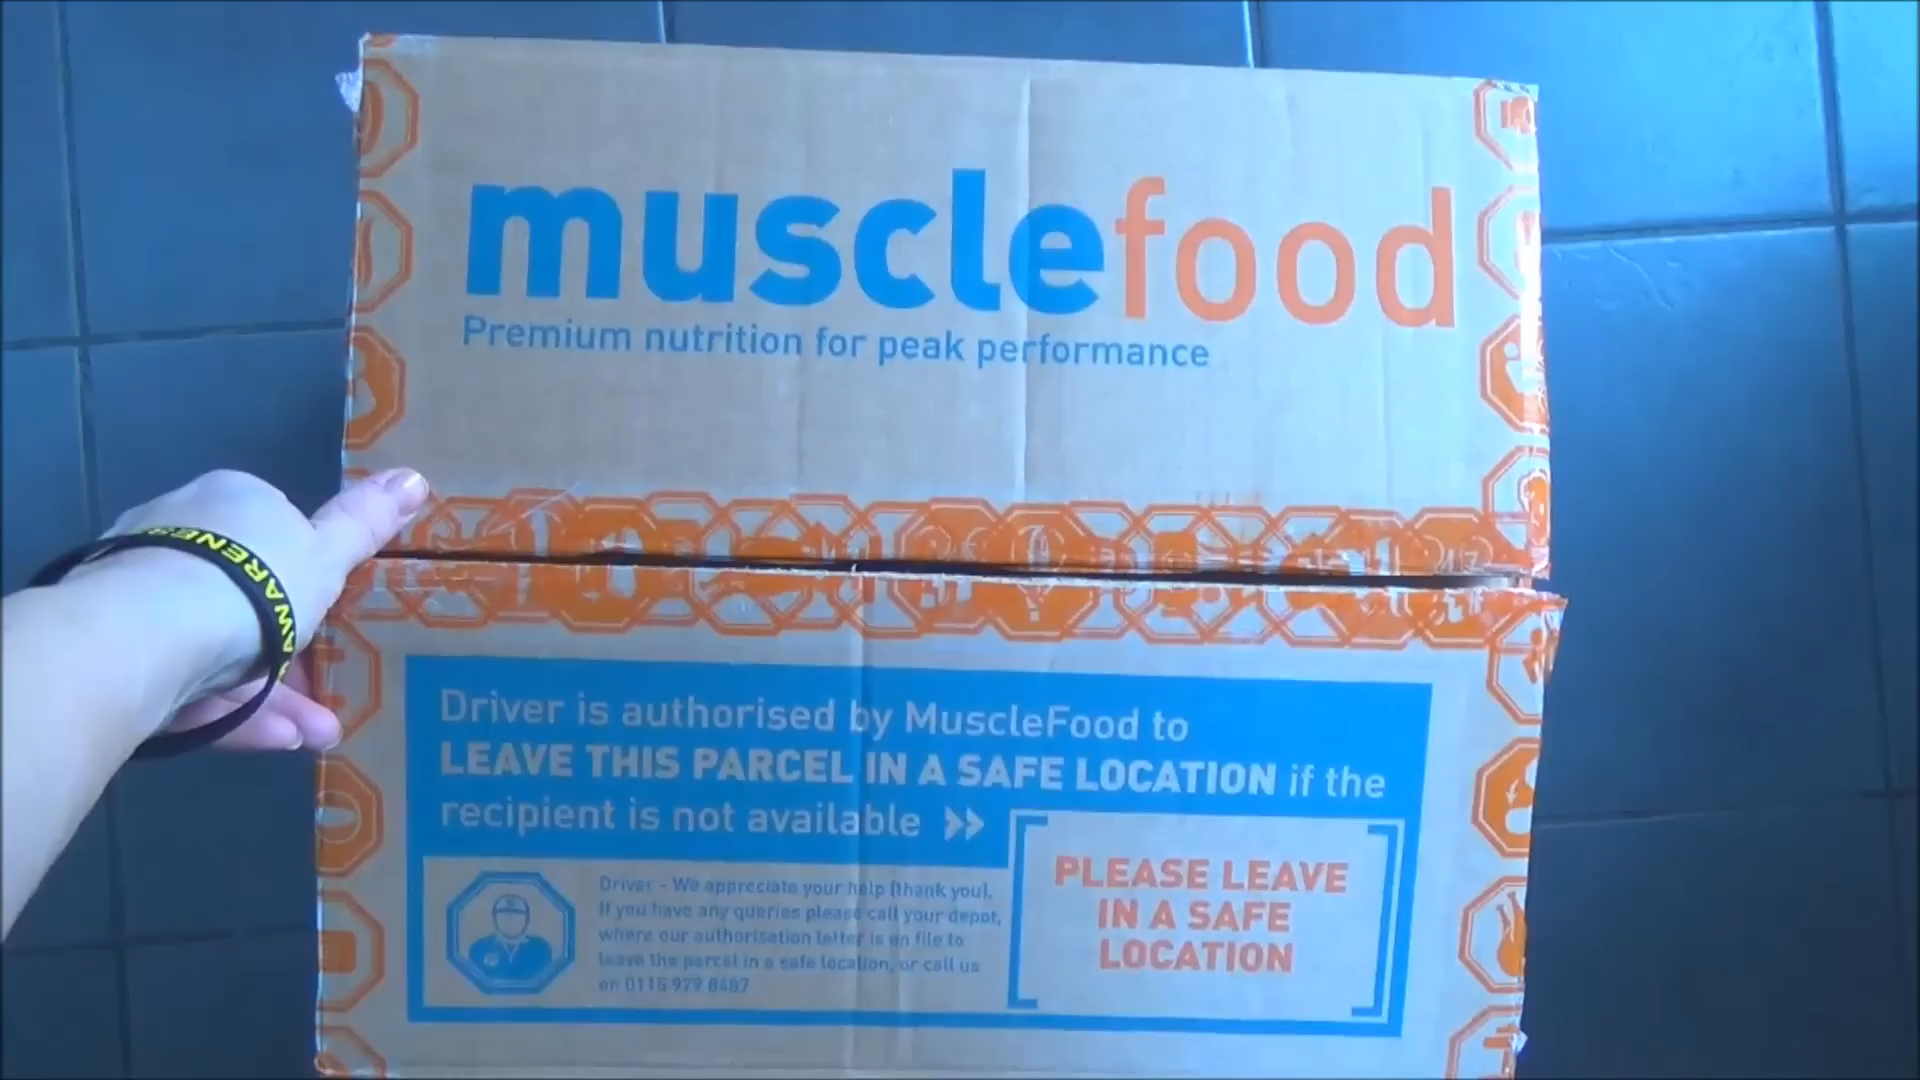 musclefood
Premium nutrition for peak performance
AWARENESS
Driver is authorised by MuscleFood to
LEAVE THIS PARCEL IN A SAFE LOCATION if the
recipient is not available »
Driver - We appreciate your help (thank you).
If you have any queries please call your depot,
where our authorisation letter is on file to
leave the parcel in a safe location, or call us
on 0115 979 8487
PLEASE LEAVE
IN A SAFE
LOCATION